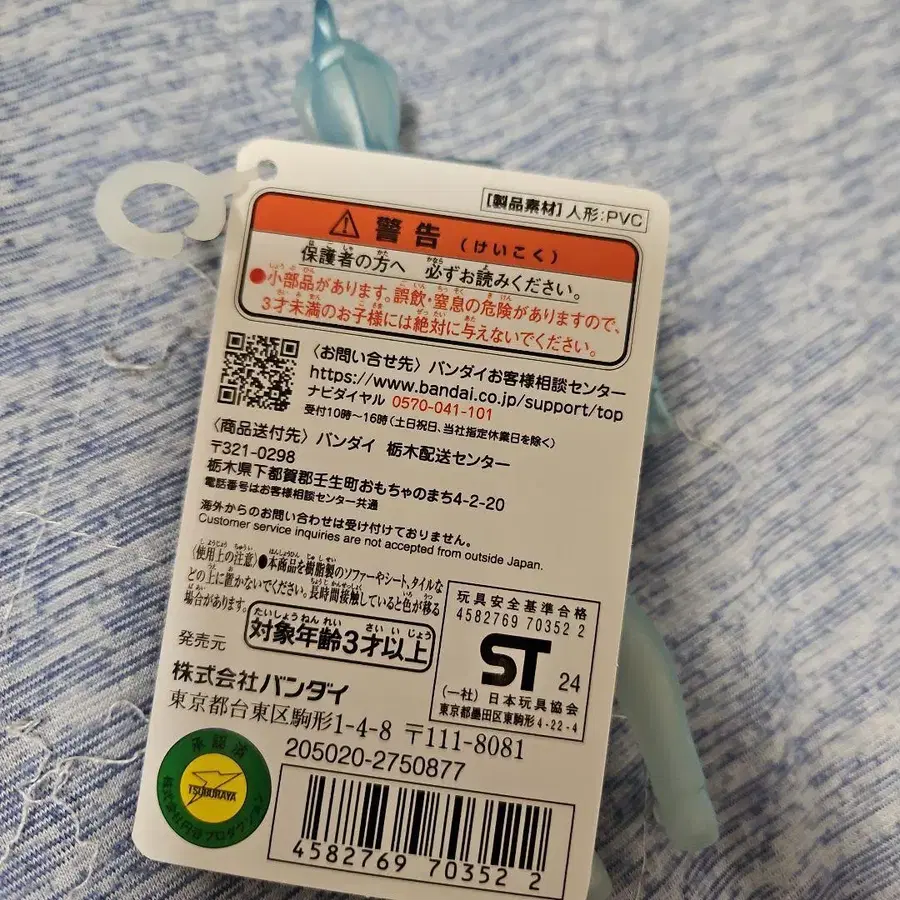 [製品素材]人形:PVC
警告(けいこく)
保護者の方へ 必ずお読みください。
●小部品があります。誤飲・窒息の危険がありますので、
3才未満のお子様には絶対に与えないでください。
〈お問い合せ先〉バンダイお客様相談センター
https://www.bandai.co.jp/support/top
ナビダイヤル 0570-041-101
受付10時～16時(土日祝日、当社指定休業日を除く)
〈商品送付先〉バンダイ 栃木配送センター
〒321-0298
栃木県下都賀郡壬生町おもちゃのまち4-2-20
電話番号はお客様相談センター共通
海外からのお問い合わせは受け付けておりません。
Customer service inquiries are not accepted from outside Japan.
〈使用上の注意〉●本商品を樹脂製のソファーやシート、タイルな
どの上に置かないでください。長時間接触していると色が移る
場合があります。
対象年齢3才以上
玩具安全基準合格
4582769 70352 2
ST 24
(一社)日本玩具協会
東京都墨田区東駒形4-22-4
発売元
株式会社バンダイ
東京都台東区駒形1-4-8 〒111-8081
205020-2750877
承認済
TSUBURAYA
株式会社円谷プロダクション
4582769 70352 2